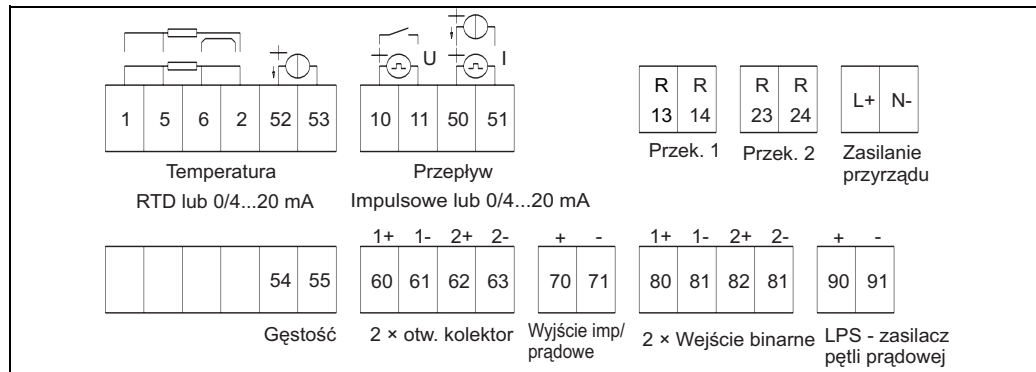 U I
R R R R
L+ N-
1 5 6 2 52 53 10 11 50 51 13 14 23 24
Przek. 1 Przek. 2 Zasilanie
przyrządu
Temperatura Przepływ
RTD lub 0/4...20 mA Impulsowe lub 0/4...20 mA
1+ 1- 2+ 2- + - 1+ 1- 2+ 2- + -
54 55 60 61 62 63 70 71 80 81 82 81 90 91
Gęstość 2 × otw. kolektor Wyjście imp/ 2 × Wejście binarne LPS - zasilacz
prądowe pętli prądowej